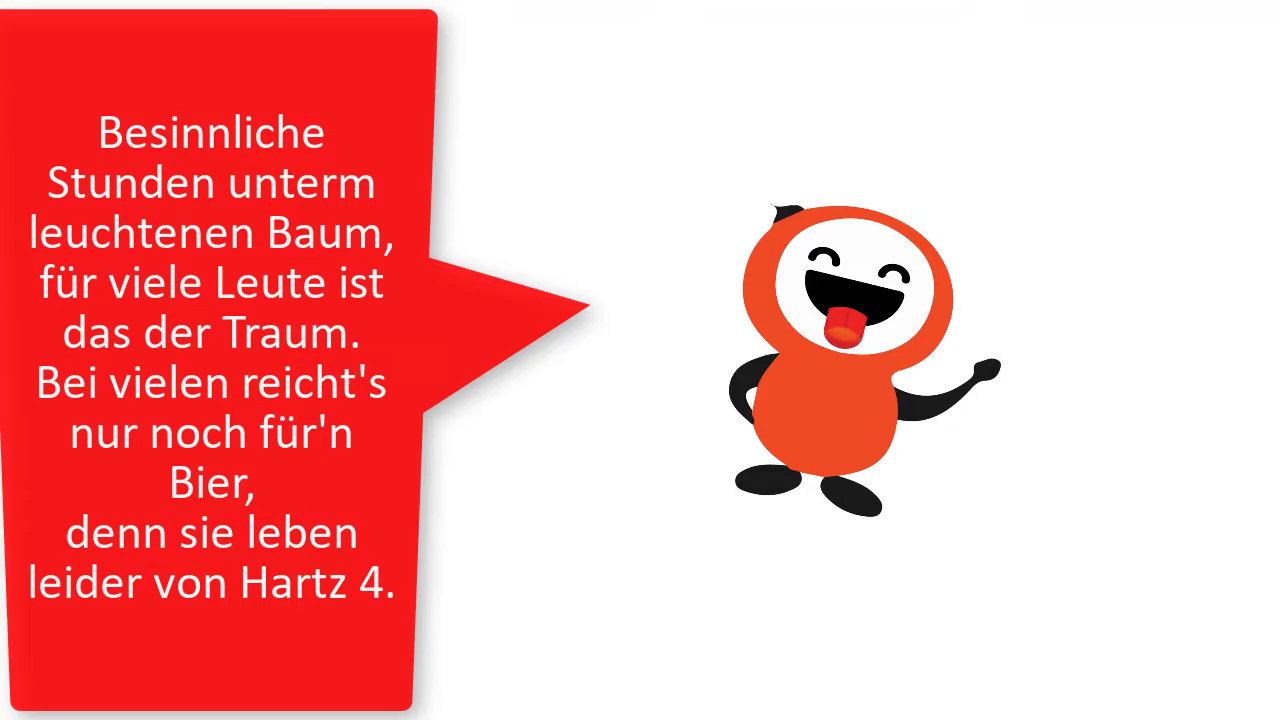 Besinnliche
Stunden unterm
leuchtenen Baum,
für viele Leute ist
das der Traum.
Bei vielen reicht's
nur noch für'n
Bier,
denn sie leben
leider von Hartz 4.